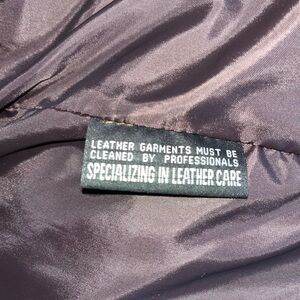 LEATHER GARMENTS MUST BE
CLEANED BY PROFESSIONALS
SPECIALIZING IN LEATHER CARE